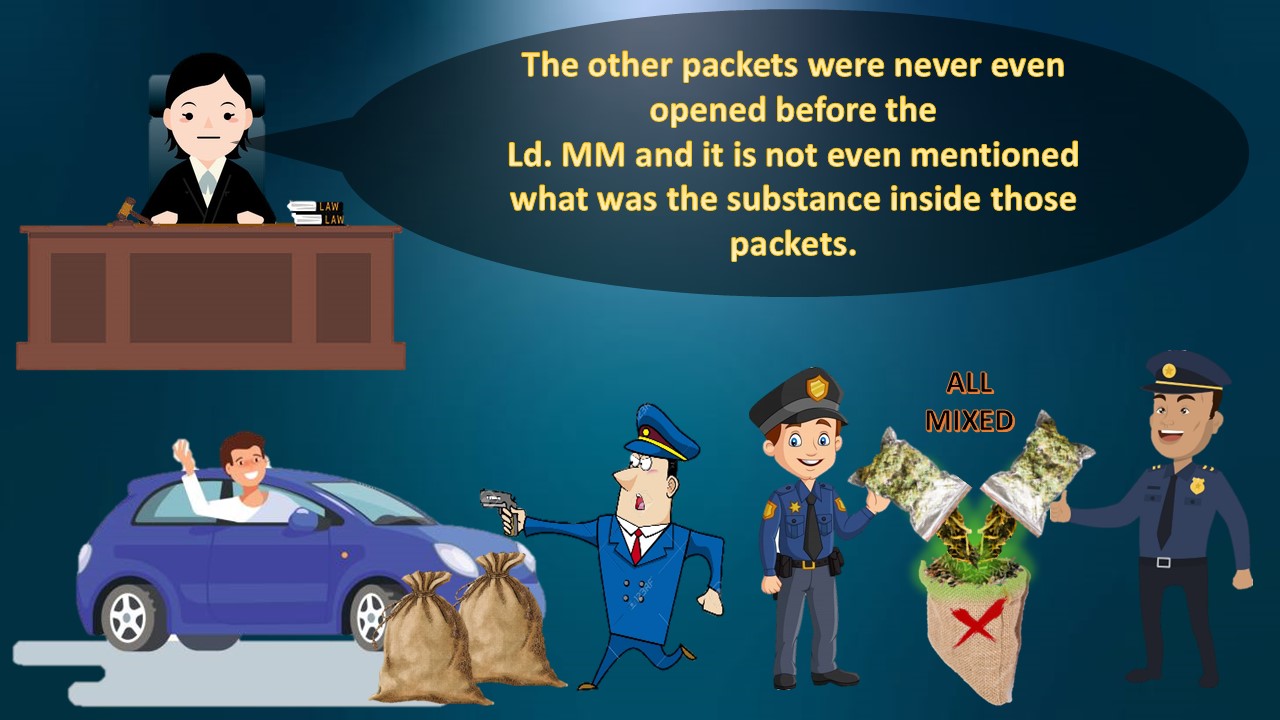 The other packets were never even
opened before the
Ld. MM and it is not even mentioned
what was the substance inside those
packets.
LAW
LAW
ALL
MIXED
123RF